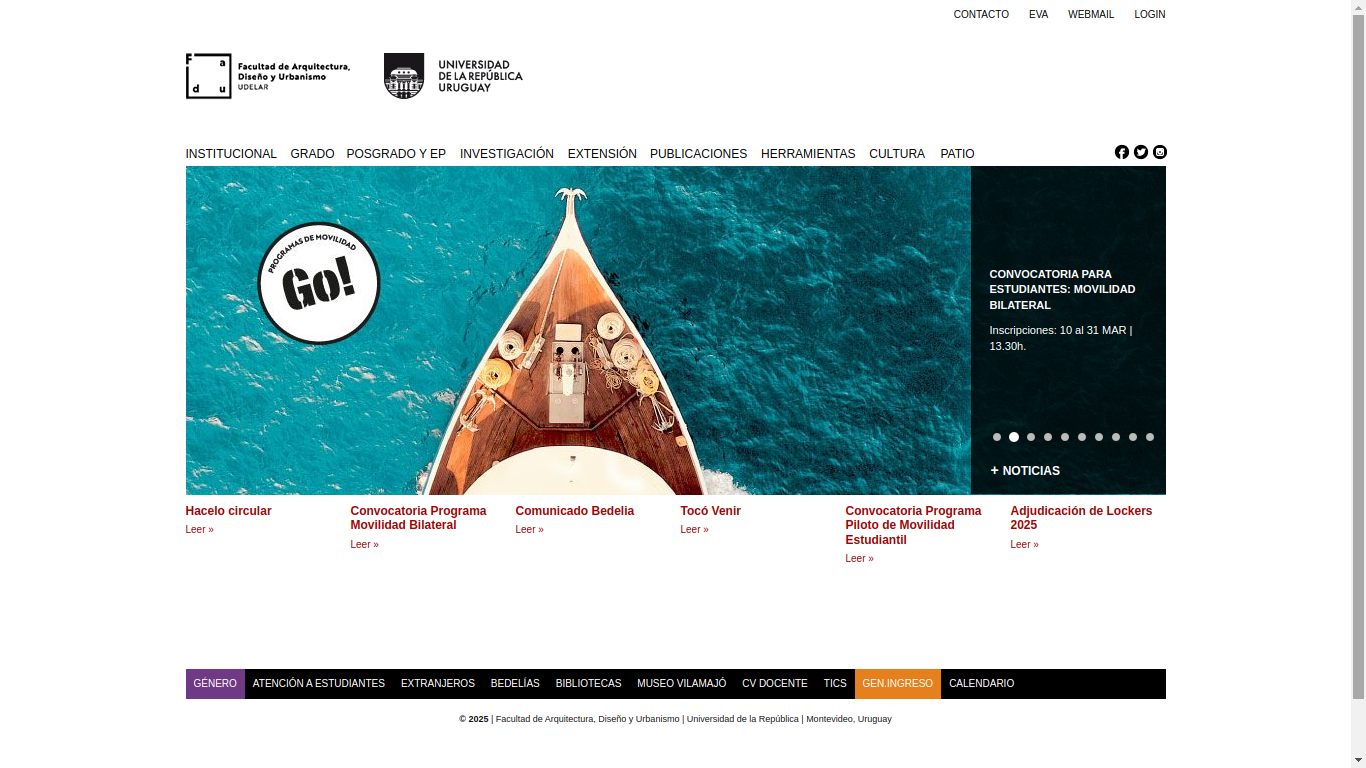 CONTACTO EVA WEBMAIL LOGIN
F a d u
Facultad de Arquitectura,
Diseño y Urbanismo
UDELAR
UNIVERSIDAD
DE LA REPÚBLICA
URUGUAY
INSTITUCIONAL GRADO POSGRADO Y EP INVESTIGACIÓN EXTENSIÓN PUBLICACIONES HERRAMIENTAS CULTURA PATIO
PROGRAMAS DE MOVILIDAD
Go!
CONVOCATORIA PARA
ESTUDIANTES: MOVILIDAD
BILATERAL
Inscripciones: 10 al 31 MAR |
13.30h.
+ NOTICIAS
Hacelo circular
Leer »
Convocatoria Programa
Movilidad Bilateral
Leer »
Comunicado Bedelia
Leer »
Tocó Venir
Leer »
Convocatoria Programa
Piloto de Movilidad
Estudiantil
Leer »
Adjudicación de Lockers
2025
Leer »
GÉNERO ATENCIÓN A ESTUDIANTES EXTRANJEROS BEDELÍAS BIBLIOTECAS MUSEO VILAMAJÓ CV DOCENTE TICS GEN.INGRESO CALENDARIO
© 2025 | Facultad de Arquitectura, Diseño y Urbanismo | Universidad de la República | Montevideo, Uruguay